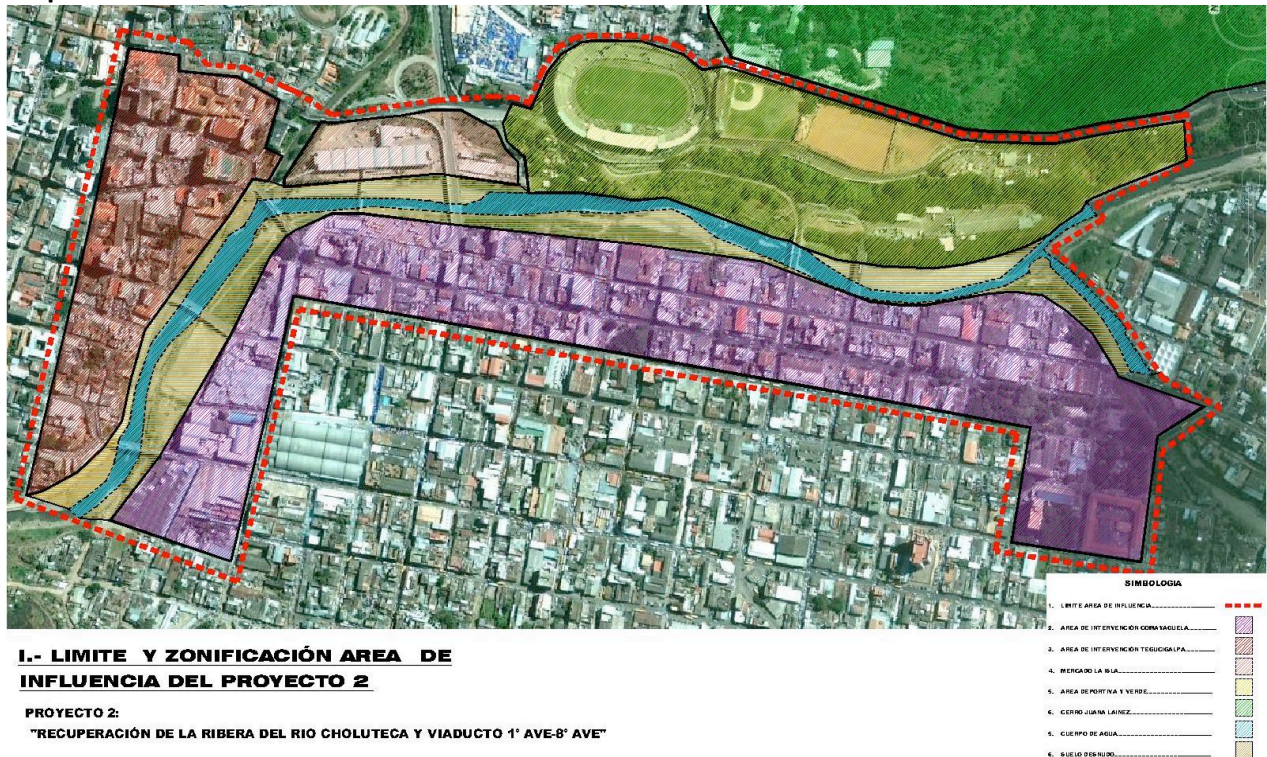 I.- LIMITE Y ZONIFICACIÓN AREA DE
INFLUENCIA DEL PROYECTO 2
PROYECTO 2:
"RECUPERACIÓN DE LA RIBERA DEL RIO CHOLUTECA Y VIADUCTO 1° AVE-8° AVE"
SIMBOLOGIA
1. LIMITE AREA DE INFLUENCIA
2. AREA DE INTERVENCIÓN COMAYAGUELA
3. AREA DE INTERVENCIÓN TEGUCIGALPA
4. MERCADO LA ISLA
5. AREA DEPORTIVA Y VERDE
6. CERRO JUANA LAINEZ
5. CUERPO DE AGUA
6. SUELO DESNUDO